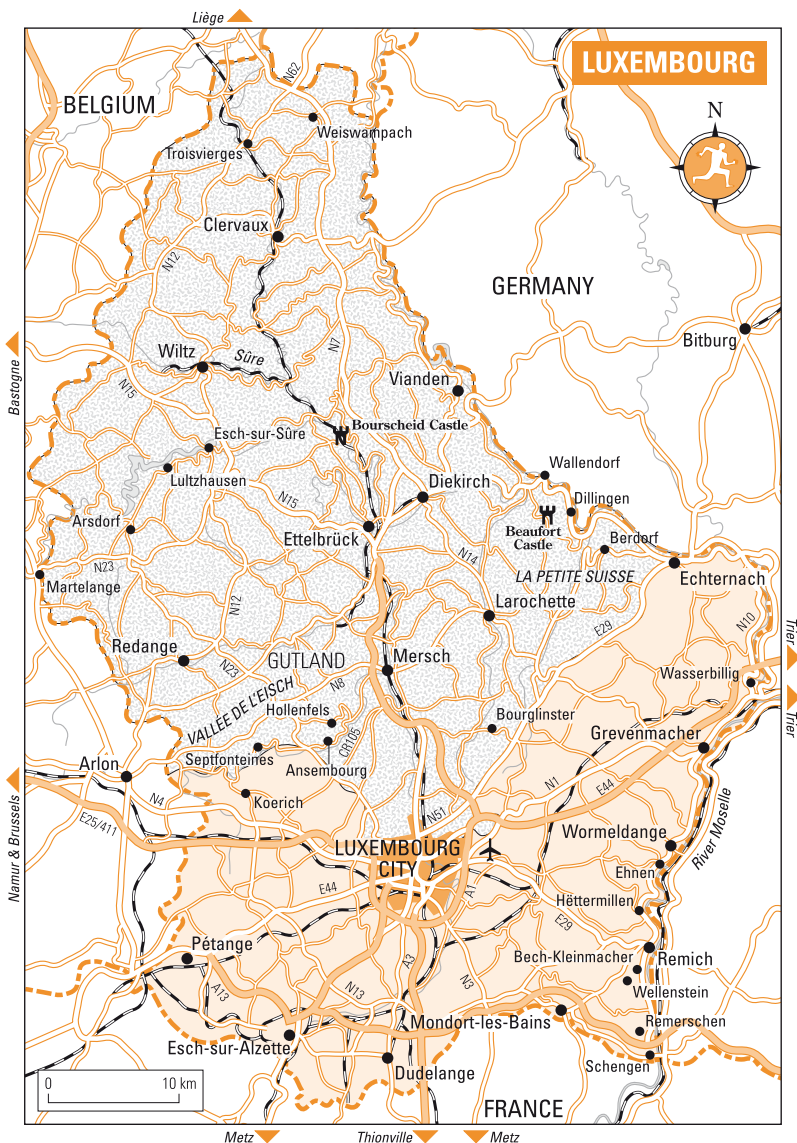 Liège
LUXEMBOURG
N62
BELGIUM
Weiswampach
N
Troisvierges
Clervaux
N12
GERMANY
Bitburg
N7
Wiltz
Sûre
Bastogne
Vianden
N15
Bourscheid Castle
Esch-sur-Sûre
Wallendorf
Lultzhausen
Diekirch
N15
Dillingen
Arsdorf
Ettelbrück
Beaufort
Castle
Berdorf
N14
N23
LA PETITE SUISSE
Echternach
Martelange
N12
Larochette
E29
N10
Trier
Redange
GUTLAND
Mersch
N23
N8
Wasserbillig
VALLÉE DE L'EISCH
Hollenfels
Bourglinster
Trier
CR105
Grevenmacher
Septfonteines
Ansembourg
Arlon
N1
E44
Koerich
N4
N51
E25/411
River Moselle
Namur & Brussels
Wormeldange
LUXEMBOURG
CITY
Ehnen
E44
A1
Hëttermillen
E29
Pétange
A3
Bech-Kleinmacher
Remich
N3
A13
N13
Wellenstein
Mondort-les-Bains
Remerschen
Esch-sur-Alzette
Schengen
Dudelange
0
10 km
FRANCE
Metz
Thionville
Metz